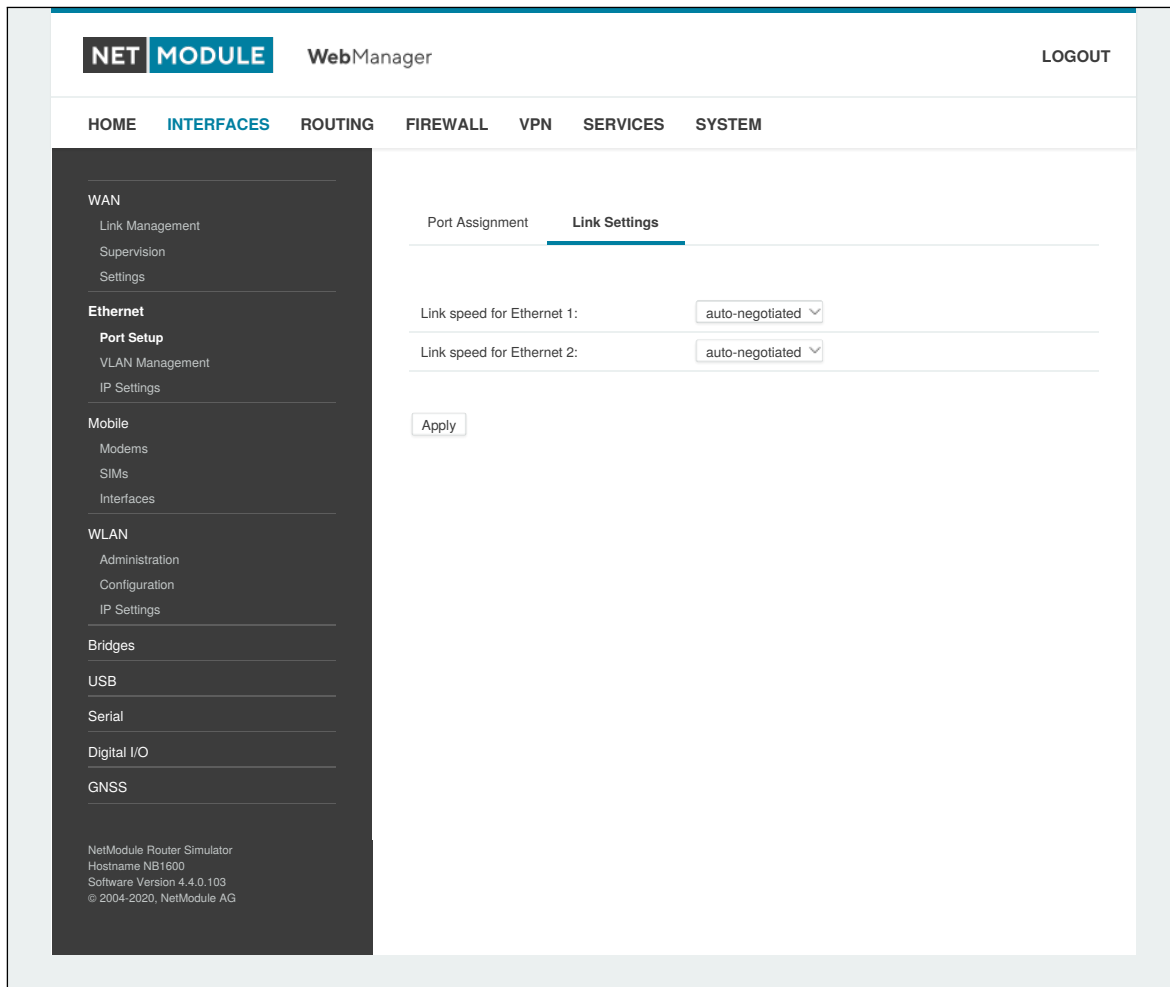 NET MODULE WebManager LOGOUT
HOME INTERFACES ROUTING FIREWALL VPN SERVICES SYSTEM
WAN
Link Management
Supervision
Settings
Ethernet
Port Setup
VLAN Management
IP Settings
Mobile
Modems
SIMs
Interfaces
WLAN
Administration
Configuration
IP Settings
Bridges
USB
Serial
Digital I/O
GNSS
NetModule Router Simulator
Hostname NB1600
Software Version 4.4.0.103
© 2004-2020, NetModule AG
Port Assignment Link Settings
Link speed for Ethernet 1: auto-negotiated
Link speed for Ethernet 2: auto-negotiated
Apply